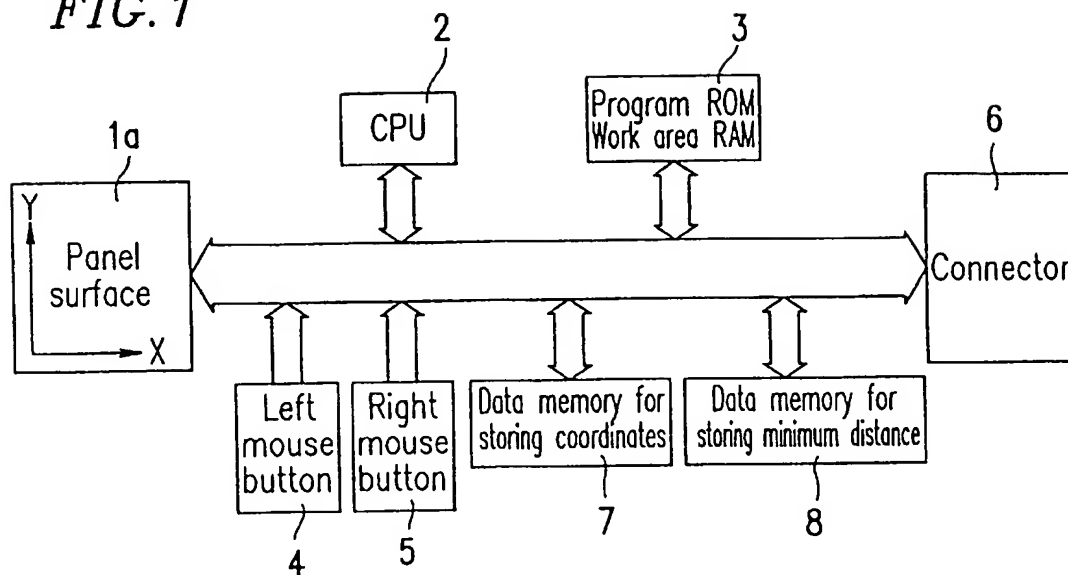 FIG. 1
2
3
CPU
Program ROM
Work area RAM
1a
6
Y
Panel
surface
X
Connector
Left
mouse
button
Right
mouse
button
Data memory for
storing coordinates
Data memory for
storing minimum distance
4
5
7
8